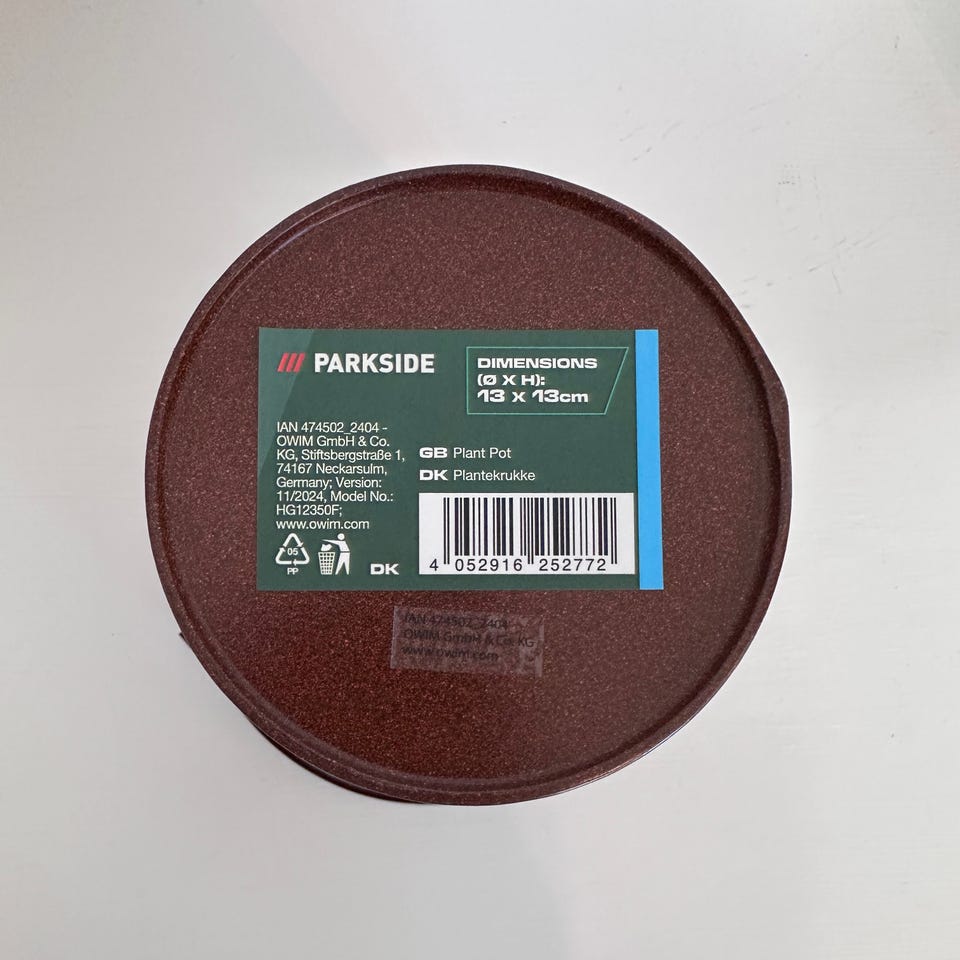 /// PARKSIDE
DIMENSIONS
(Ø X H):
13 x 13cm
IAN 474502_2404 -
OWIM GmbH & Co.
KG, Stiftsbergstraße 1,
74167 Neckarsulm,
Germany; Version:
11/2024, Model No.:
HG12350F;
www.owim.com
GB Plant Pot
DK Plantekrukke
05
PP
DK
4 052916 252772
IAN 474502_2404
OWIM GmbH & Co. KG
www.owim.com